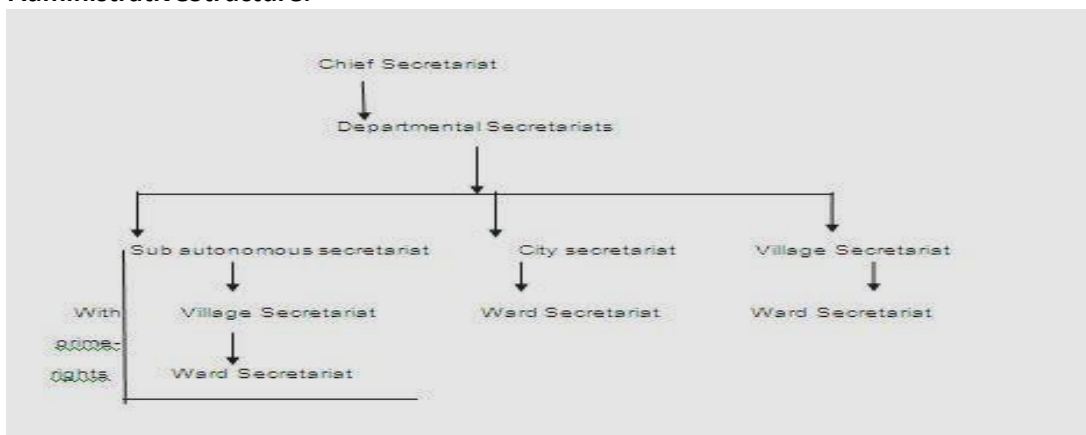 Administrative structure:
Chief Secretariat
Departmental Secretariats
Sub autonomous secretariat City secretariat Village Secretariat
With Village Secretariat Ward Secretariat Ward Secretariat
prime-
rights Ward Secretariat